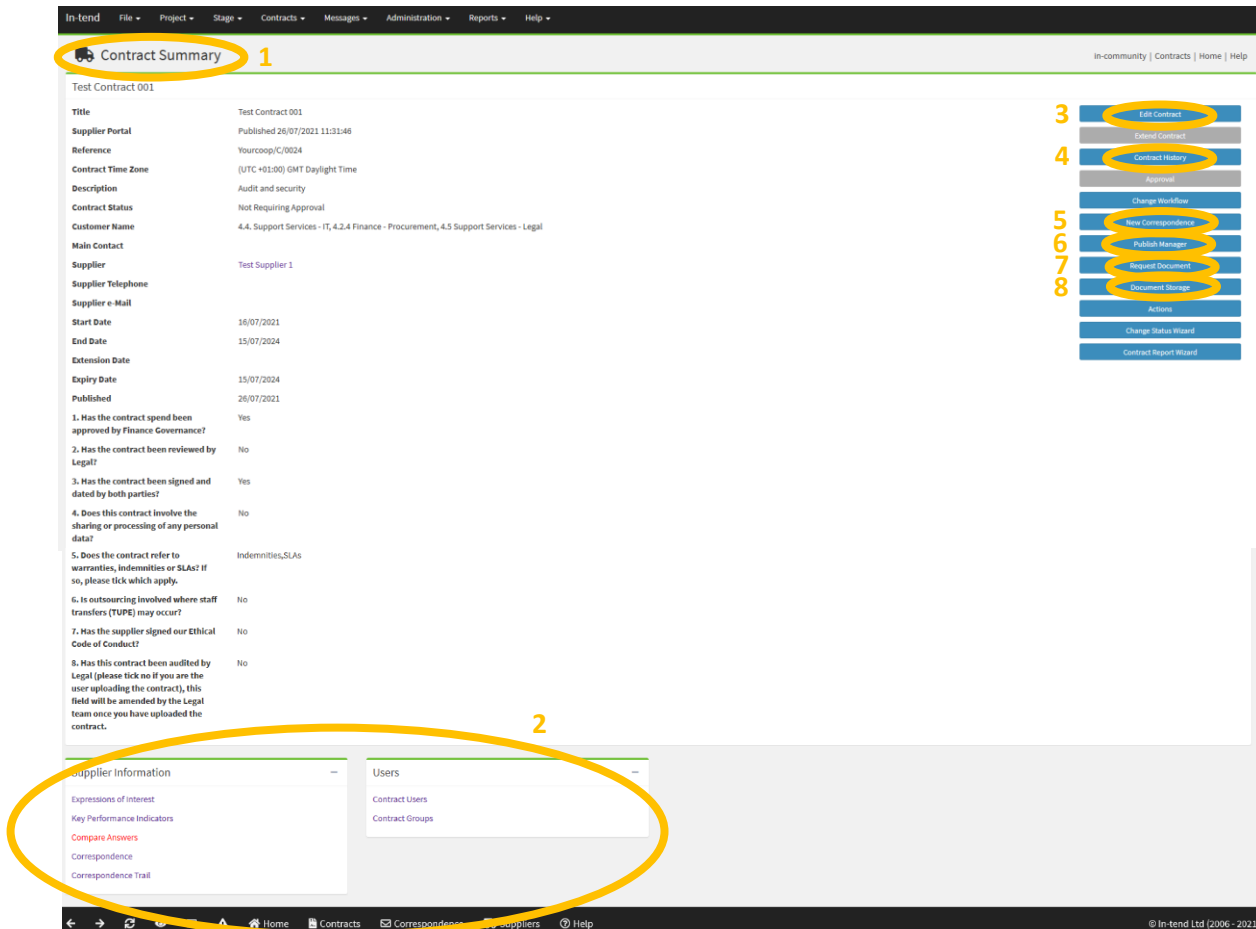 In-tend File Project Stage Contracts Messages Administration Reports Help
Contract Summary 1
In-community | Contracts | Home | Help
Test Contract 001
Title Test Contract 001
Supplier Portal Published 26/07/2021 11:31:46
Reference Yourcoop/C/0024
Contract Time Zone (UTC +01:00) GMT Daylight Time
Description Audit and security
Contract Status Not Requiring Approval
Customer Name 4.4. Support Services - IT, 4.2.4 Finance - Procurement, 4.5 Support Services - Legal
Main Contact
Supplier Test Supplier 1
Supplier Telephone
Supplier e-Mail
Start Date 16/07/2021
End Date 15/07/2024
Extension Date
Expiry Date 15/07/2024
Published 26/07/2021
1. Has the contract spend been Yes
approved by Finance Governance?
2. Has the contract been reviewed by No
Legal?
3. Has the contract been signed and Yes
dated by both parties?
4. Does this contract involve the No
sharing or processing of any personal
data?
5. Does the contract refer to Indemnities,SLAs
warranties, indemnities or SLAs? If
so, please tick which apply.
6. Is outsourcing involved where staff No
transfers (TUPE) may occur?
7. Has the supplier signed our Ethical No
Code of Conduct?
8. Has this contract been audited by No
Legal (please tick no if you are the
user uploading the contract), this
field will be amended by the Legal
team once you have uploaded the
contract.
3 Edit Contract
Extend Contract
4 Contract History
Approval
Change Workflow
5 New Correspondence
6 Publish Manager
7 Request Document
8 Document Storage
Actions
Change Status Wizard
Contract Report Wizard
2
Supplier Information
Expressions of Interest
Key Performance Indicators
Compare Answers
Correspondence
Correspondence Trail
Users
Contract Users
Contract Groups
Home Contracts Correspondence Suppliers Help
© In-tend Ltd (2006 - 2021